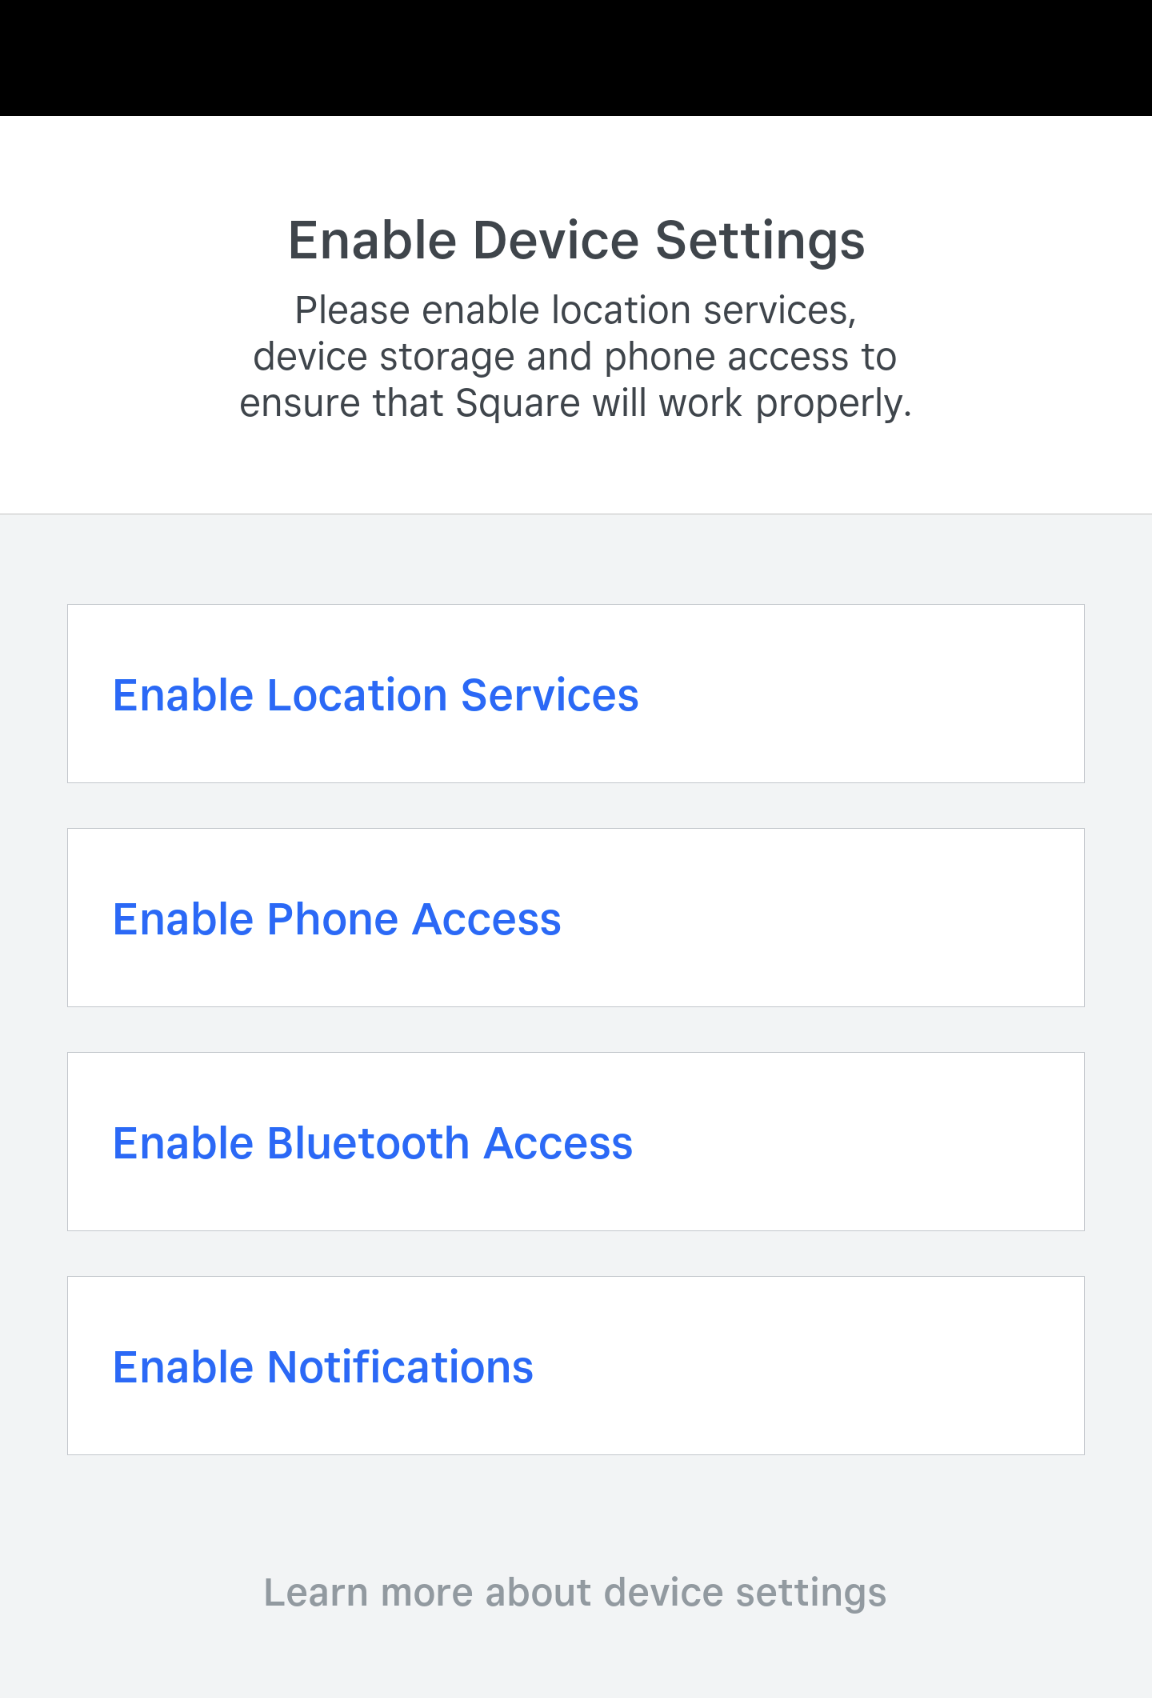 Enable Device Settings
Please enable location services,
device storage and phone access to
ensure that Square will work properly.
Enable Location Services
Enable Phone Access
Enable Bluetooth Access
Enable Notifications
Learn more about device settings